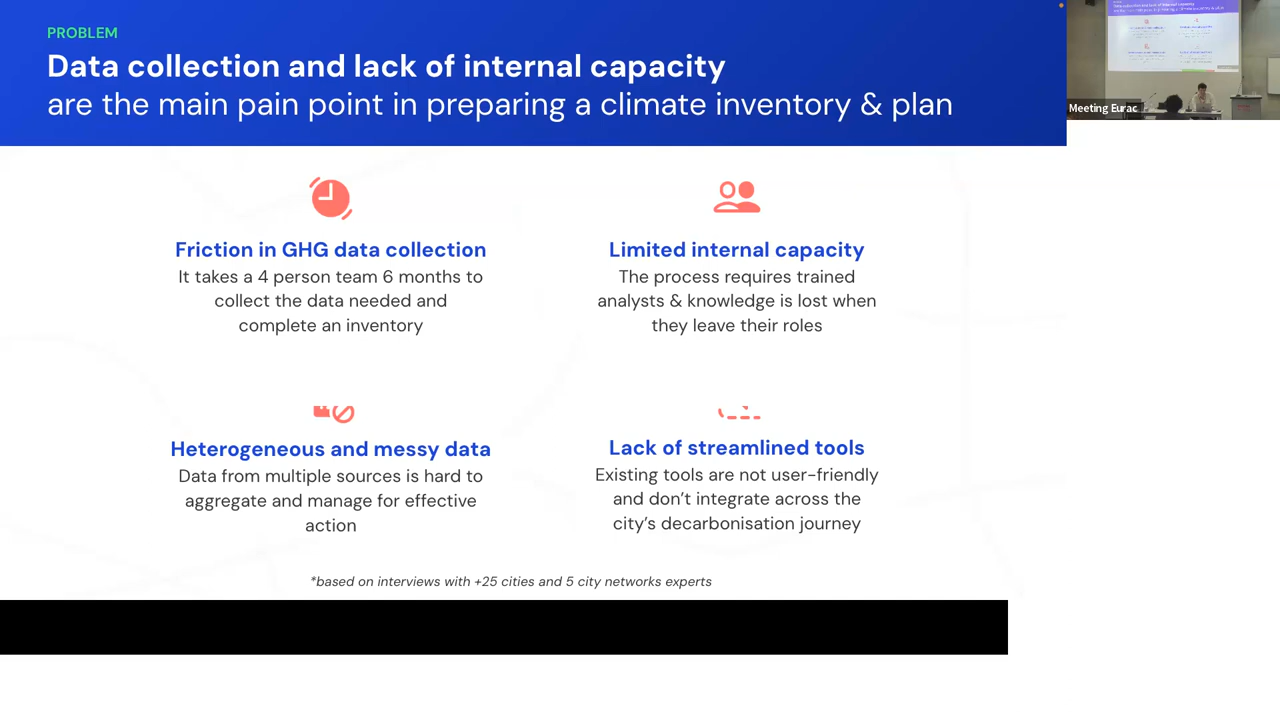 PROBLEM
Data collection and lack of internal capacity
are the main pain point in preparing a climate inventory & plan
Meeting Eurac
Friction in GHG data collection
It takes a 4 person team 6 months to
collect the data needed and
complete an inventory
Limited internal capacity
The process requires trained
analysts & knowledge is lost when
they leave their roles
Heterogeneous and messy data
Data from multiple sources is hard to
aggregate and manage for effective
action
Lack of streamlined tools
Existing tools are not user-friendly
and don’t integrate across the
city’s decarbonisation journey
*based on interviews with +25 cities and 5 city networks experts